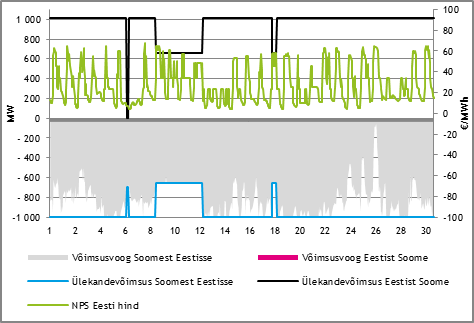 MW
1 000
800
600
400
200
0
-200
-400
-600
-800
-1 000
100
80
60
40
20
0
-20
-40
-60
-80
-100
€/MWh
1 2 4 6 8 10 12 14 16 18 20 22 24 26 28 30
Võimsusvoog Soomest Eestisse
Võimsusvoog Eestist Soome
Ülekandevõimsus Soomest Eestisse
Ülekandevõimsus Eestist Soome
NPS Eesti hind